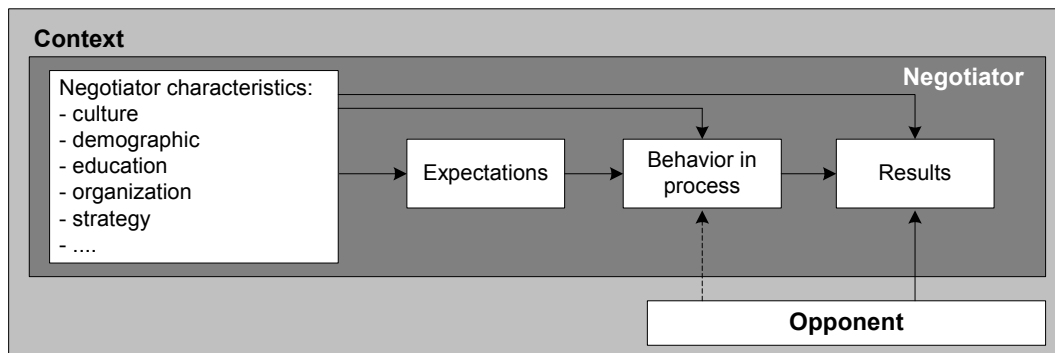 Context
Negotiator
Negotiator characteristics:
- culture
- demographic
- education
- organization
- strategy
- ....
Expectations
Behavior in
process
Results
Opponent